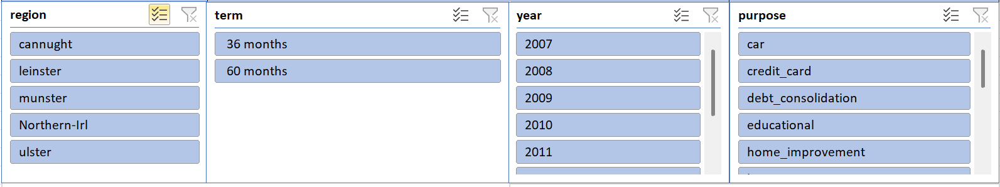 region
cannught
leinster
munster
Northern-Irl
ulster
term
36 months
60 months
year
2007
2008
2009
2010
2011
purpose
car
credit_card
debt_consolidation
educational
home_improvement